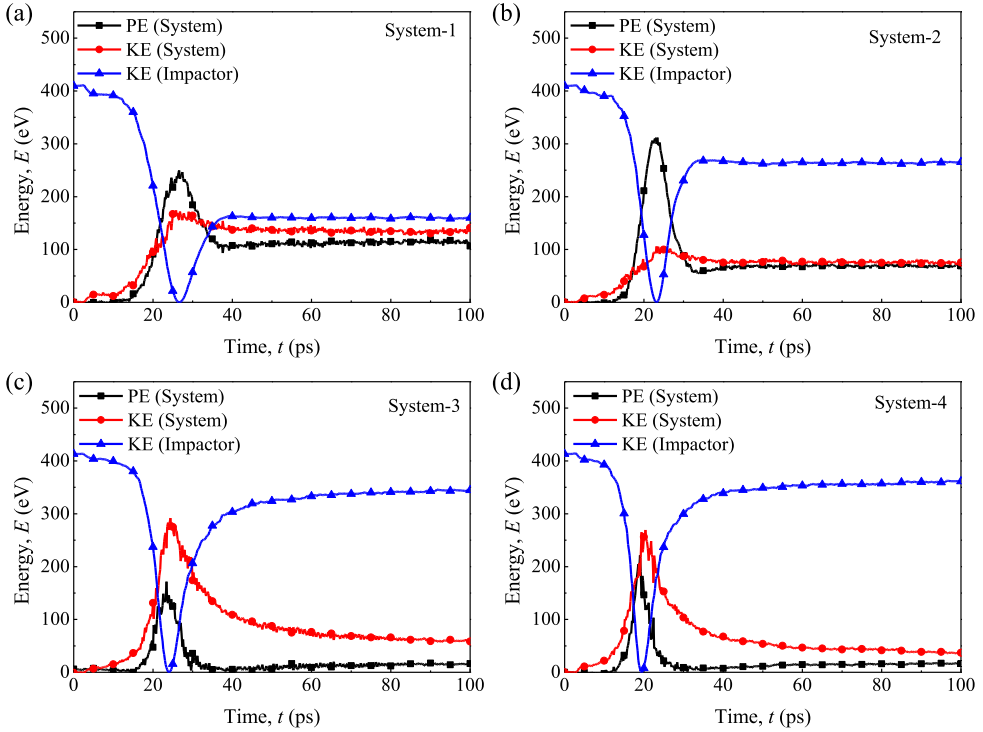 (a)
PE (System)
KE (System)
KE (Impactor)
System-1
Energy, E (eV)
500
400
300
200
100
0
0 20 40 60 80 100
Time, t (ps)
(b)
PE (System)
KE (System)
KE (Impactor)
System-2
Energy, E (eV)
500
400
300
200
100
0
0 20 40 60 80 100
Time, t (ps)
(c)
PE (System)
KE (System)
KE (Impactor)
System-3
Energy, E (eV)
500
400
300
200
100
0
0 20 40 60 80 100
Time, t (ps)
(d)
PE (System)
KE (System)
KE (Impactor)
System-4
Energy, E (eV)
500
400
300
200
100
0
0 20 40 60 80 100
Time, t (ps)